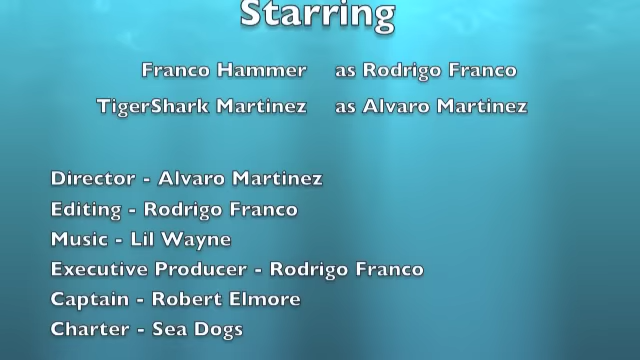 Starring
Franco Hammer as Rodrigo Franco
TigerShark Martinez as Alvaro Martinez
Director - Alvaro Martinez
Editing - Rodrigo Franco
Music - Lil Wayne
Executive Producer - Rodrigo Franco
Captain - Robert Elmore
Charter - Sea Dogs